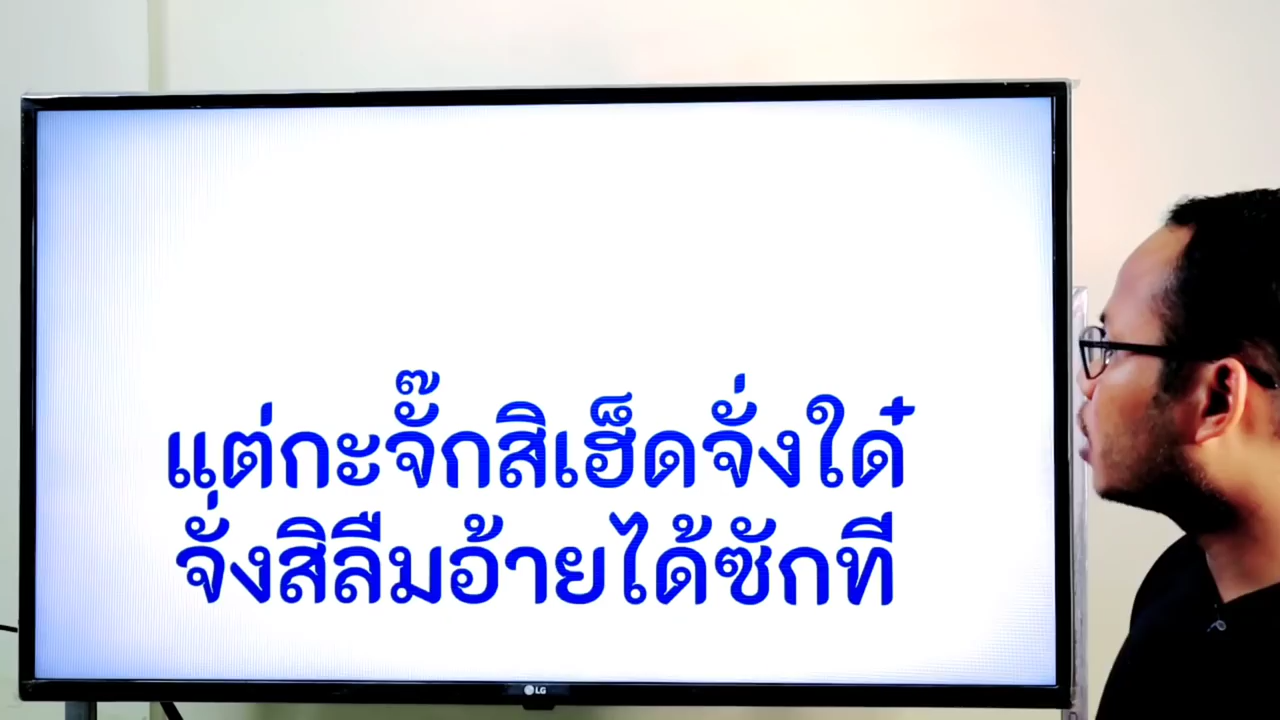 แต่กะจั๊กสิเฮ็ดจั่งใด๋
จั่งสิลืมอ้ายได้ซักที
LG